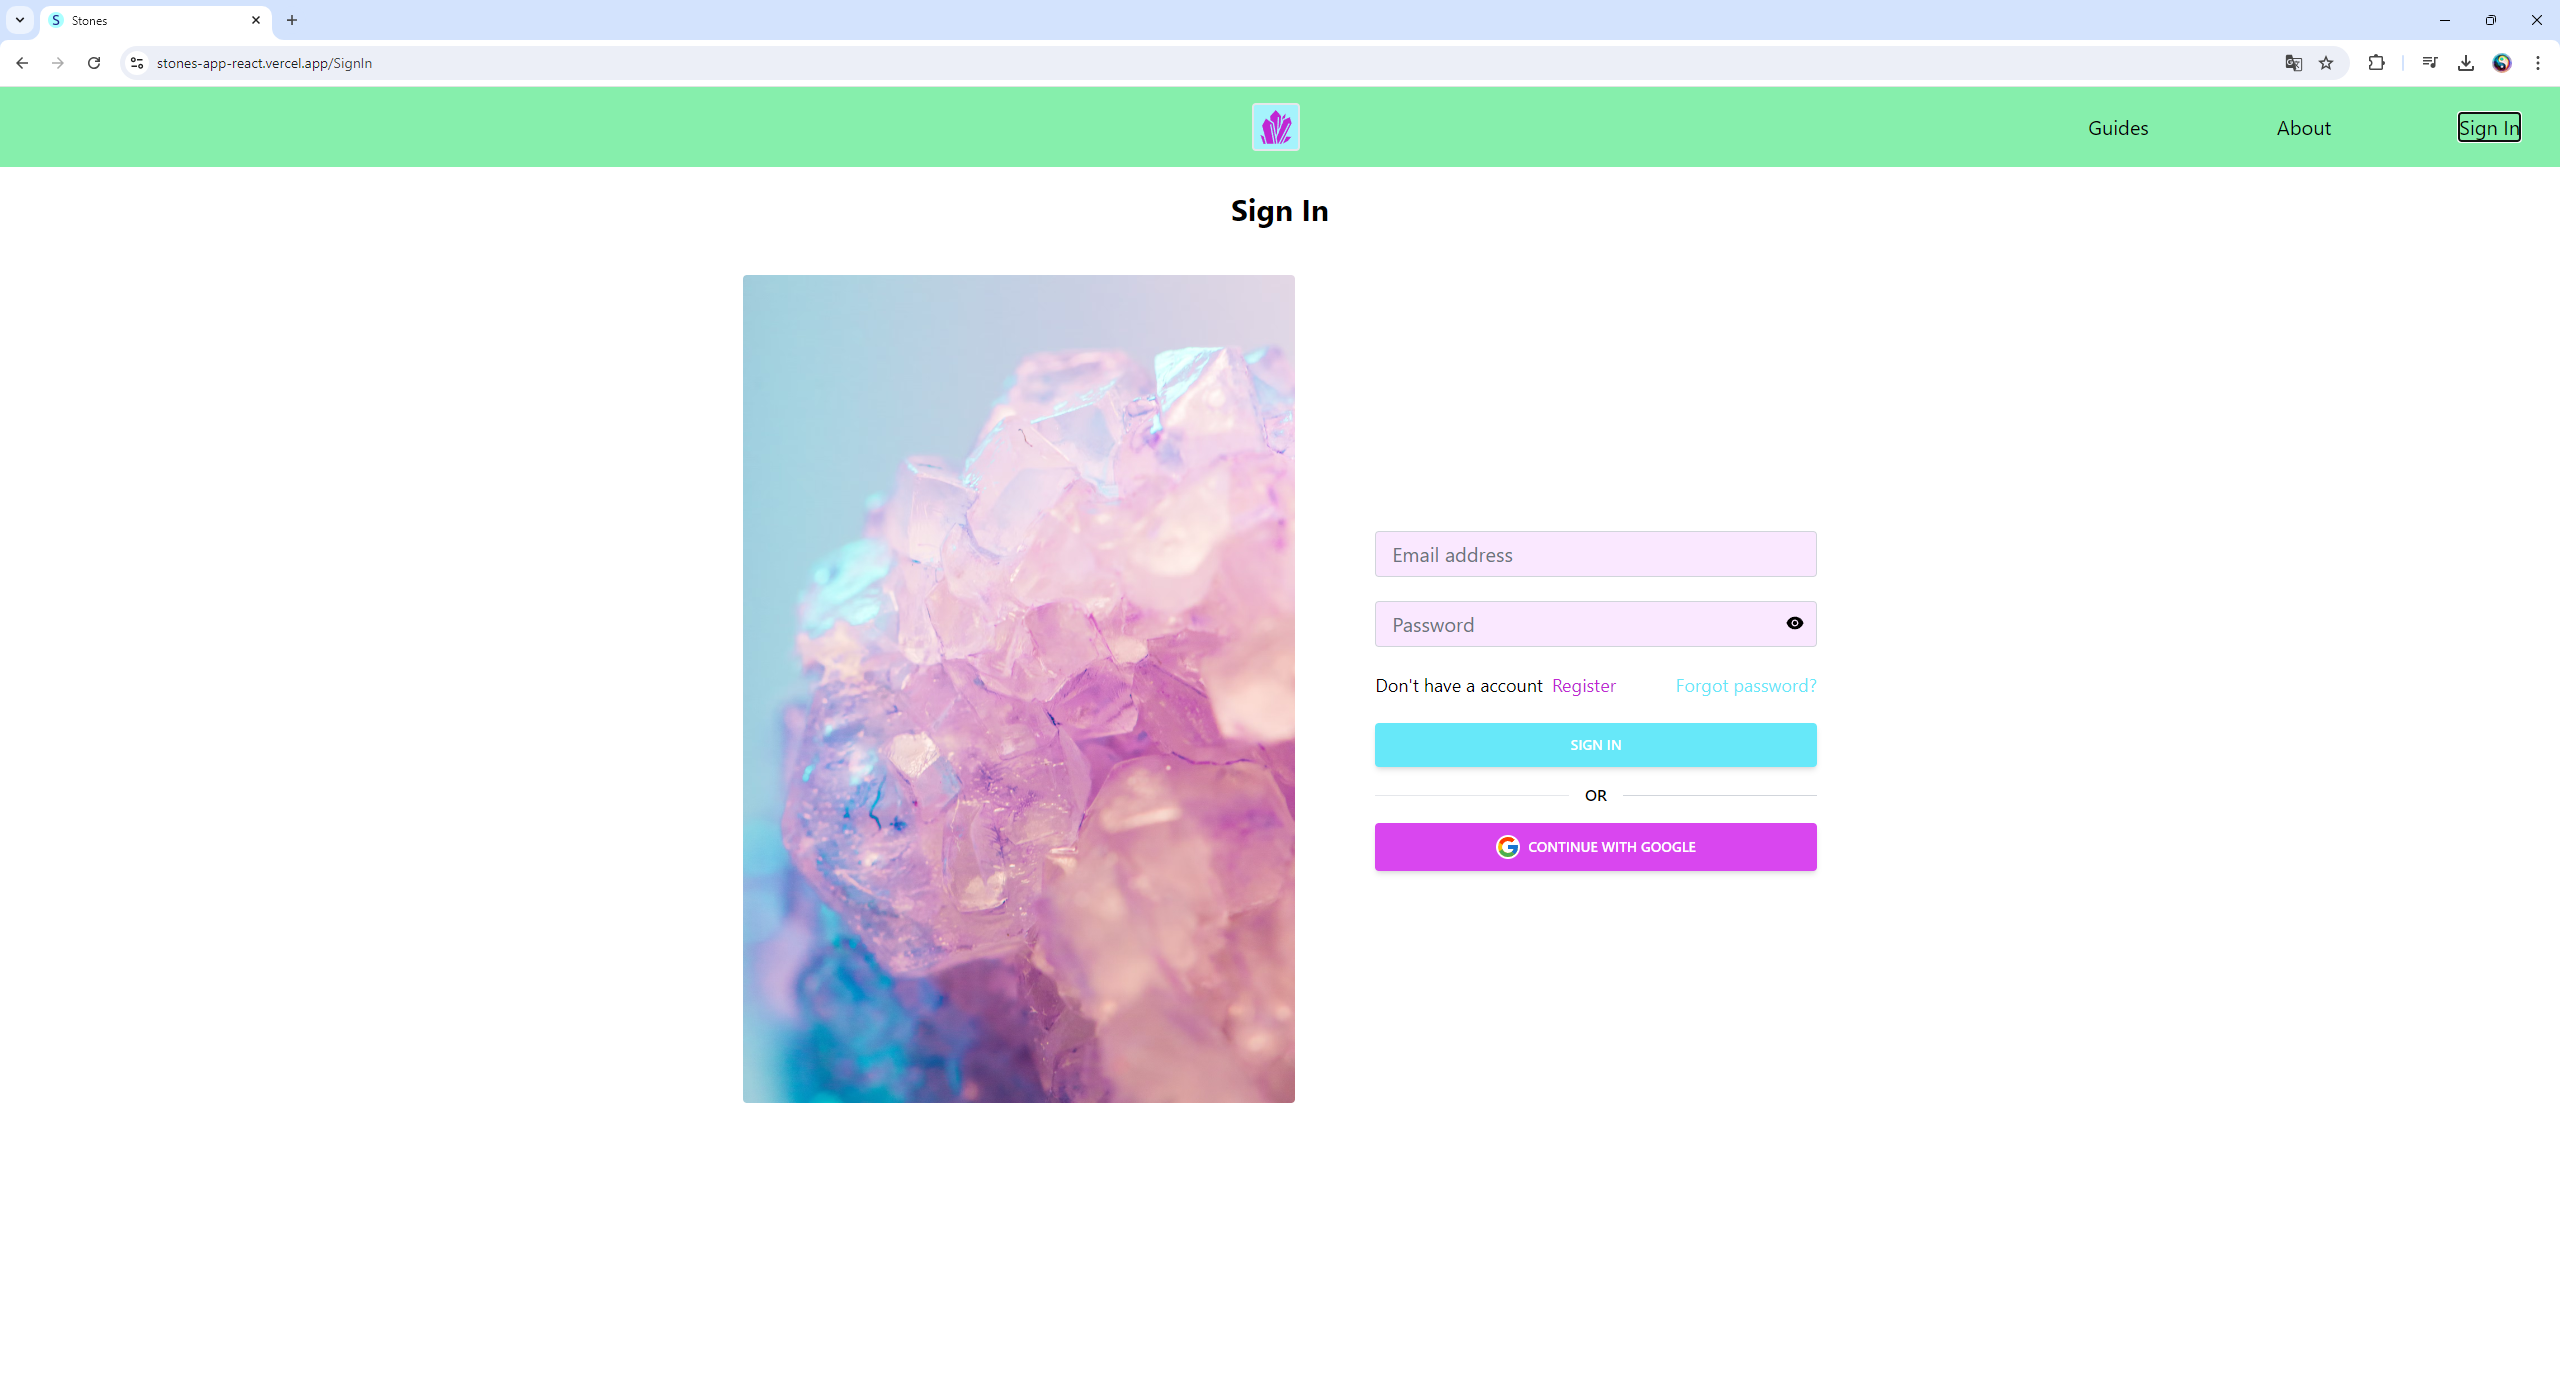 S Stones
stones-app-react.vercel.app/SignIn
Guides About Sign In
Sign In
Email address
Password
Don't have a account Register Forgot password?
SIGN IN
OR
CONTINUE WITH GOOGLE